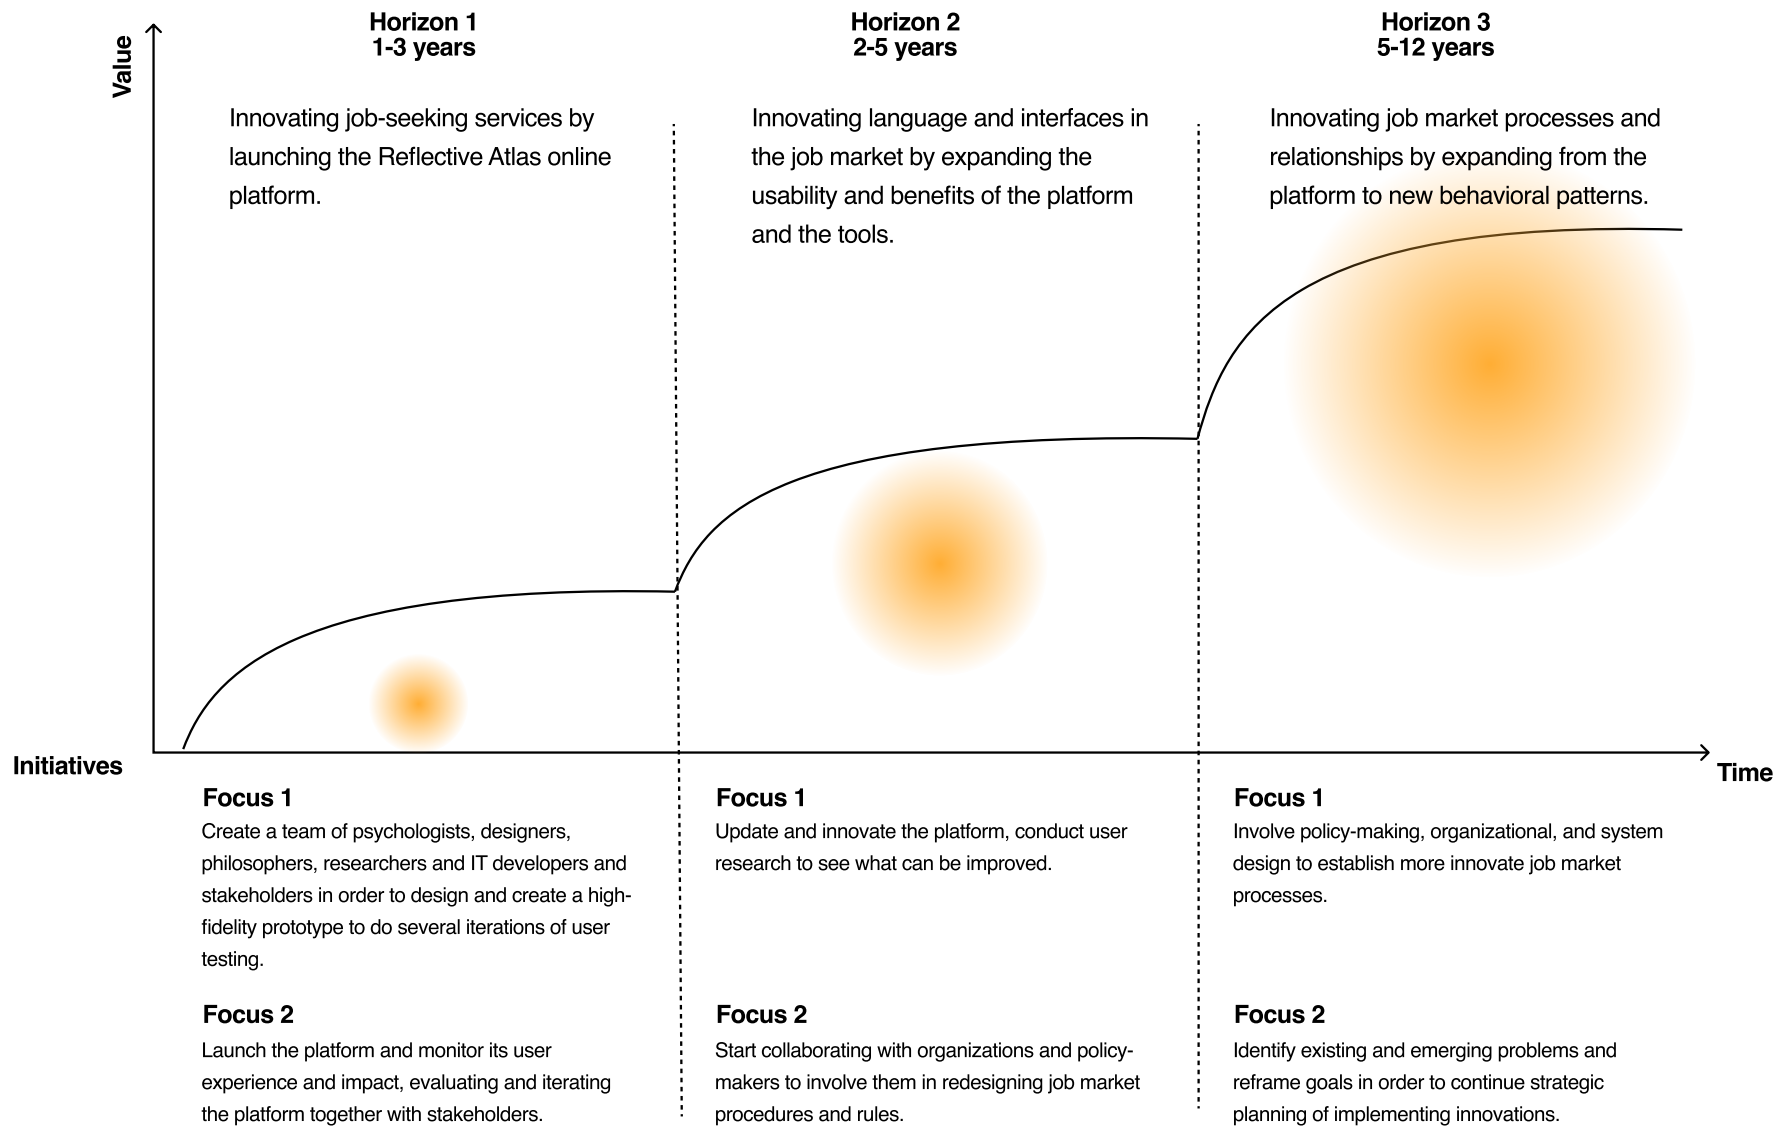 Horizon 1
1-3 years
Horizon 2
2-5 years
Horizon 3
5-12 years
Value
Innovating job-seeking services by
launching the Reflective Atlas online
platform.
Innovating language and interfaces in
the job market by expanding the
usability and benefits of the platform
and the tools.
Innovating job market processes and
relationships by expanding from the
platform to new behavioral patterns.
Initiatives
Time
Focus 1
Create a team of psychologists, designers,
philosophers, researchers and IT developers and
stakeholders in order to design and create a high-
fidelity prototype to do several iterations of user
testing.
Focus 2
Launch the platform and monitor its user
experience and impact, evaluating and iterating
the platform together with stakeholders.
Focus 1
Update and innovate the platform, conduct user
research to see what can be improved.
Focus 2
Start collaborating with organizations and policy-
makers to involve them in redesigning job market
procedures and rules.
Focus 1
Involve policy-making, organizational, and system
design to establish more innovate job market
processes.
Focus 2
Identify existing and emerging problems and
reframe goals in order to continue strategic
planning of implementing innovations.